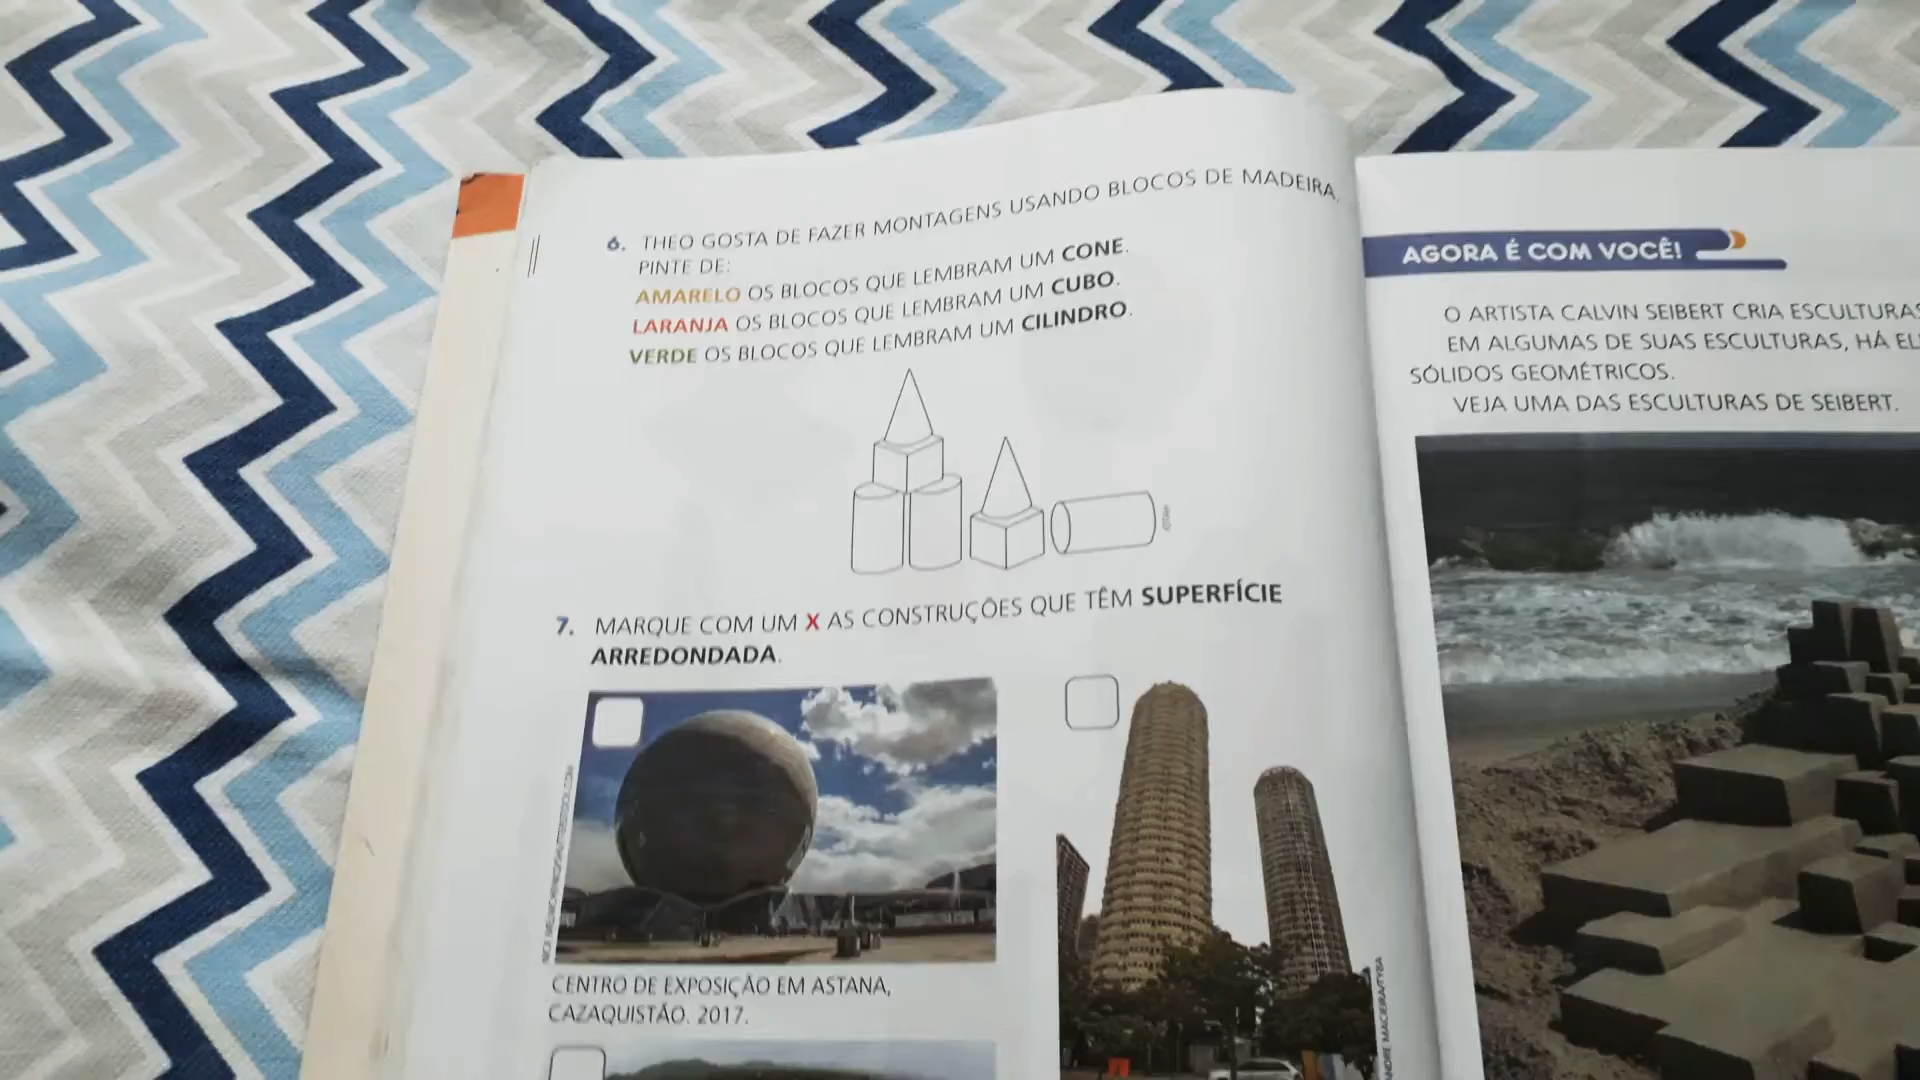 6. THEO GOSTA DE FAZER MONTAGENS USANDO BLOCOS DE MADEIRA.
PINTE DE:
AMARELO OS BLOCOS QUE LEMBRAM UM CONE.
LARANJA OS BLOCOS QUE LEMBRAM UM CUBO.
VERDE OS BLOCOS QUE LEMBRAM UM CILINDRO.
7. MARQUE COM UM X AS CONSTRUÇÕES QUE TÊM SUPERFÍCIE
ARREDONDADA.
CENTRO DE EXPOSIÇÃO EM ASTANA,
CAZAQUISTÃO. 2017.
ANDRE MACIEIRA/TYBA
AGORA É COM VOCÊ!
O ARTISTA CALVIN SEIBERT CRIA ESCULTURAS
EM ALGUMAS DE SUAS ESCULTURAS, HÁ
SÓLIDOS GEOMÉTRICOS.
VEJA UMA DAS ESCULTURAS DE SEIBERT.